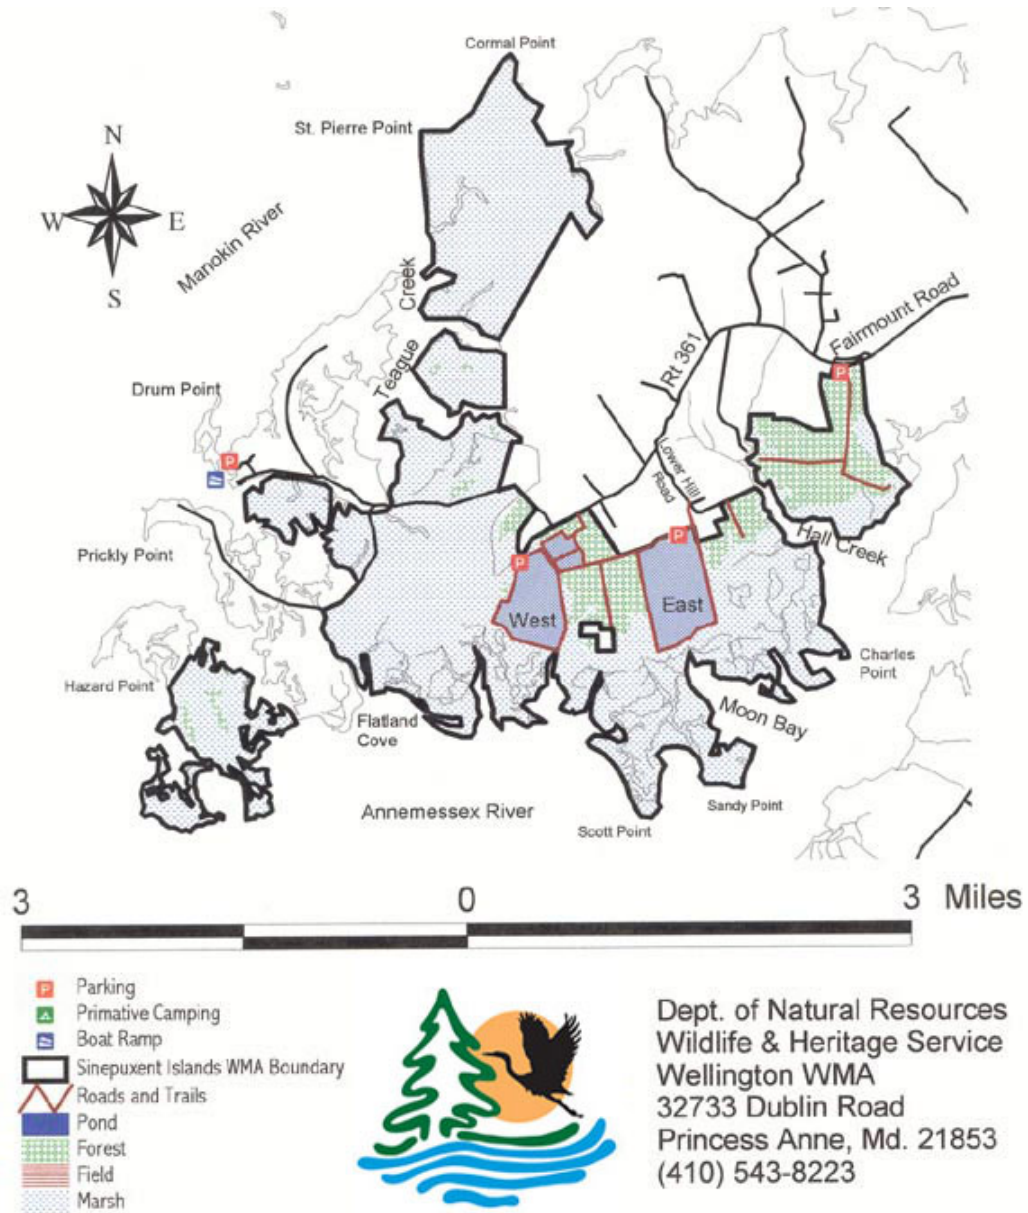 Cormal Point
St. Pierre Point
N
W E
S
Manokin River
Creek
Teague
Fairmount Road
Rt 361
Drum Point
P
P
Lower Hill
Road
Prickly Point
P
P
Hall Creek
West
East
Hazard Point
Charles
Point
Flatland
Cove
Moon Bay
Annemessex River
Sandy Point
Scott Point
3 0 3 Miles
P Parking
Primative Camping
Boat Ramp
Sinepuxent Islands WMA Boundary
Roads and Trails
Pond
Forest
Field
Marsh
Dept. of Natural Resources
Wildlife & Heritage Service
Wellington WMA
32733 Dublin Road
Princess Anne, Md. 21853
(410) 543-8223